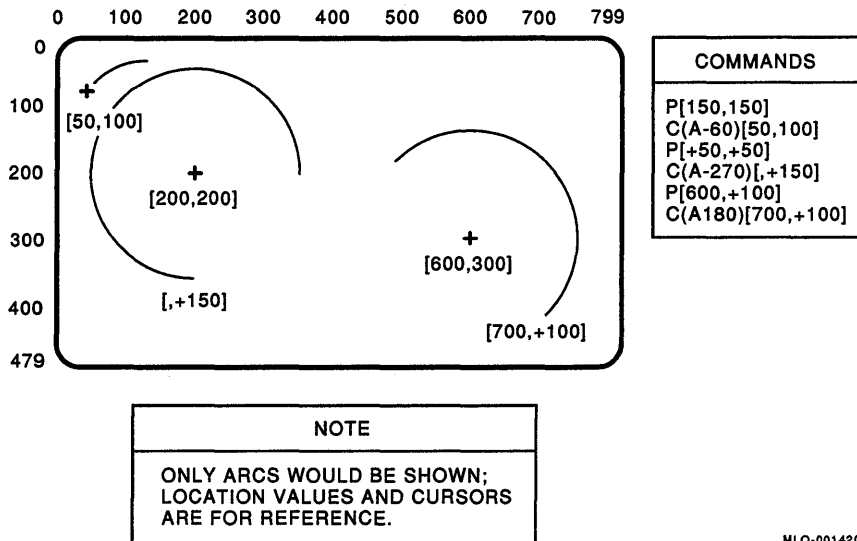 0 100 200 300 400 500 600 700 799
0
100
200
300
400
479
[50,100]
[200,200]
[,+150]
[600,300]
[700,+100]
COMMANDS
P[150,150]
C(A-60)[50,100]
P[+50,+50]
C(A-270)[,+150]
P[600,+100]
C(A180)[700,+100]
NOTE
ONLY ARCS WOULD BE SHOWN;
LOCATION VALUES AND CURSORS
ARE FOR REFERENCE.